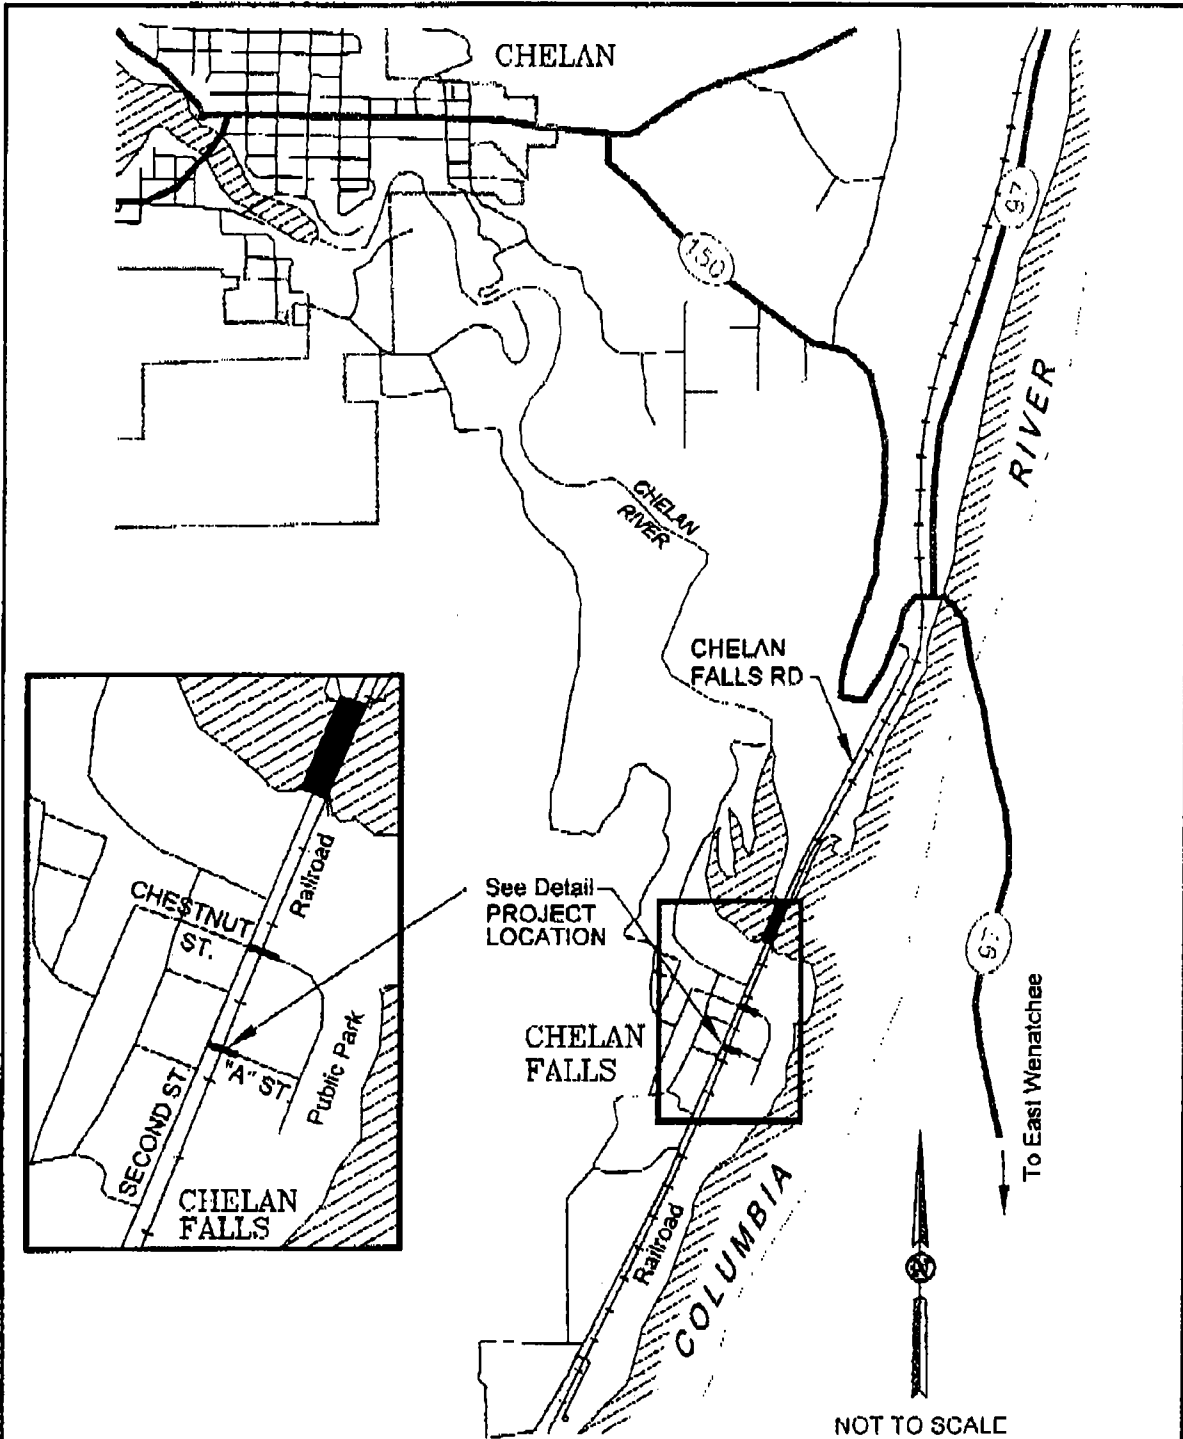 CHELAN
97
150
RIVER
CHELAN
RIVER
CHELAN
FALLS RD
See Detail
PROJECT
LOCATION
CHELAN
FALLS
97
To East Wenatchee
COLUMBIA
Railroad
NOT TO SCALE
Railroad
CHESTNUT
ST.
"A" ST.
Public Park
SECOND ST.
CHELAN
FALLS